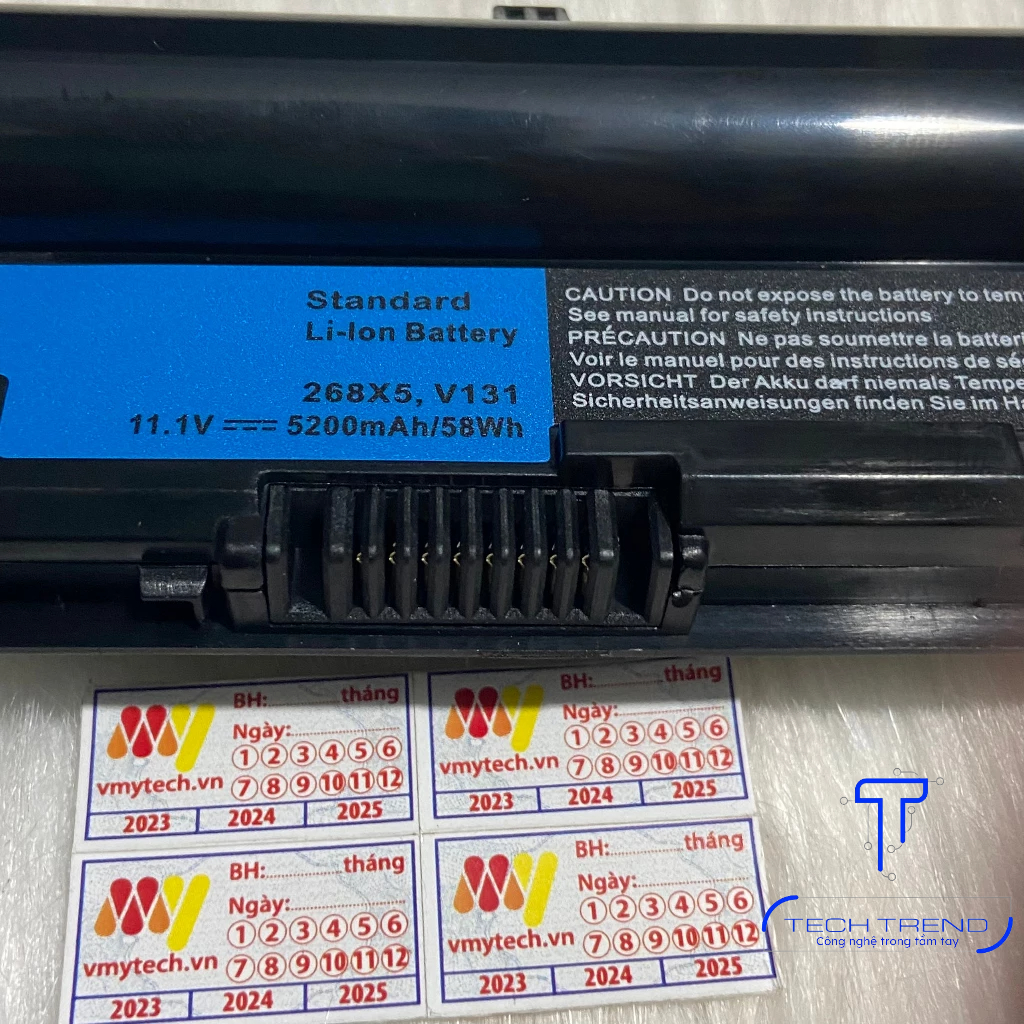 Standard
Li-Ion Battery
268X5, V131
11.1V 5200mAh/58Wh
CAUTION Do not expose the battery to tem
See manual for safety instructions
PRÉCAUTION Ne pas soumettre la batteri
Voir le manuel pour des instructions de sé
VORSICHT Der Akku darf niemals Tempe
Sicherheitsanweisungen finden Sie im Ha
BH:............tháng
Ngày:....................
1 2 3 4 5 6
7 8 9 10 11 12
vmytech.vn
2023 2024 2025
BH:............tháng
Ngày:....................
1 2 3 4 5 6
7 8 9 10 11 12
vmytech.vn
2023 2024 2025
BH:............tháng
Ngày:....................
1 2 3 4 5 6
7 8 9 10 11 12
vmytech.vn
2023 2024 2025
BH:............tháng
Ngày:....................
1 2 3 4 5 6
7 8 9 10 11 12
vmytech.vn
2023 2024 2025
TECH TREND
Công nghệ trong tầm tay